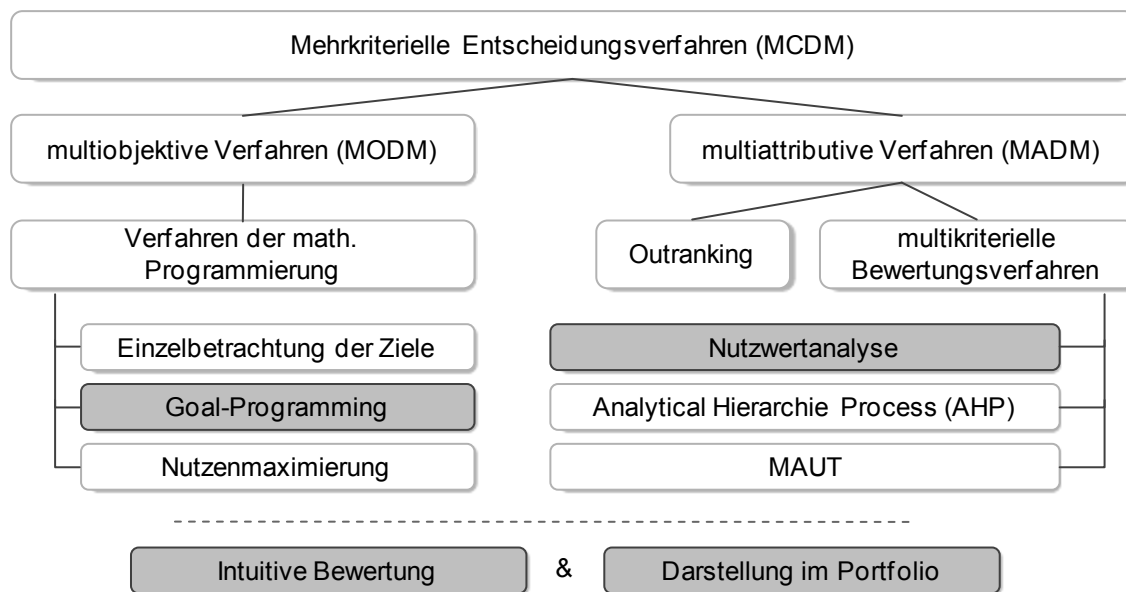 Mehrkriterielle Entscheidungsverfahren (MCDM)
multiobjektive Verfahren (MODM)
multiattributive Verfahren (MADM)
Verfahren der math.
Programmierung
Outranking
multikriterielle
Bewertungsverfahren
Einzelbetrachtung der Ziele
Goal-Programming
Nutzenmaximierung
Nutzwertanalyse
Analytical Hierarchie Process (AHP)
MAUT
Intuitive Bewertung
&
Darstellung im Portfolio